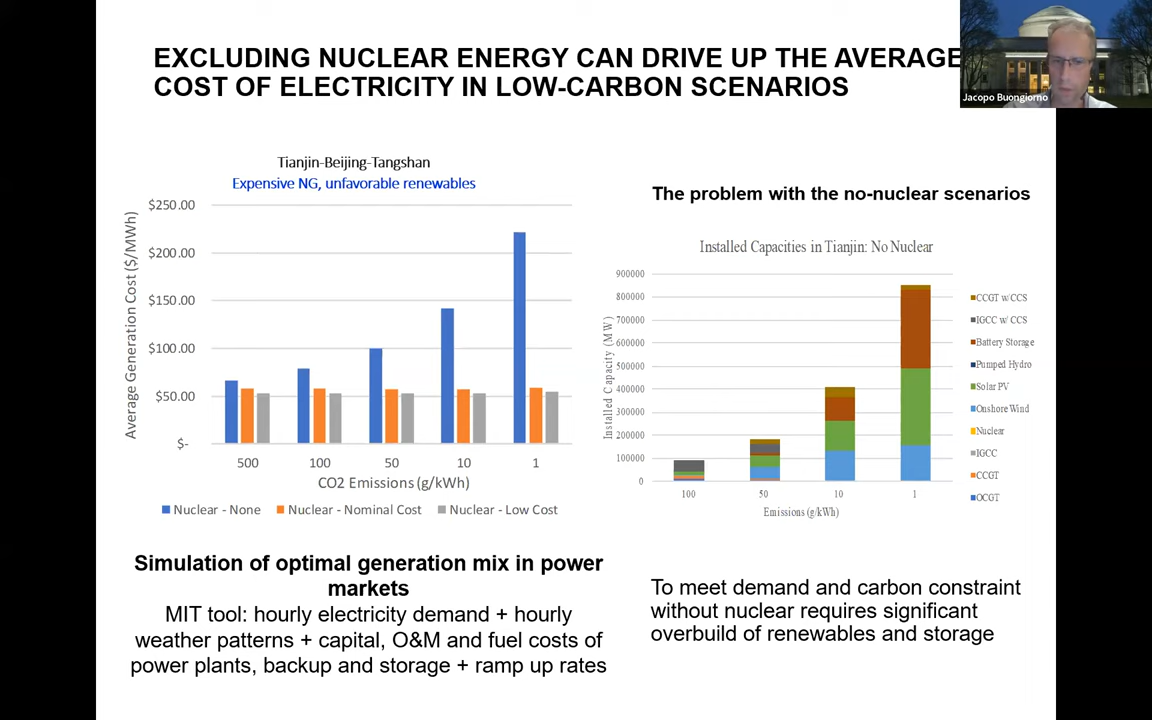 EXCLUDING NUCLEAR ENERGY CAN DRIVE UP THE AVERAGE
COST OF ELECTRICITY IN LOW-CARBON SCENARIOS
Jacopo Buongiorno
Tianjin-Beijing-Tangshan
Expensive NG, unfavorable renewables
Average Generation Cost ($/MWh)
$250.00
$200.00
$150.00
$100.00
$50.00
$-
500 100 50 10 1
CO2 Emissions (g/kWh)
Nuclear - None Nuclear - Nominal Cost Nuclear - Low Cost
Simulation of optimal generation mix in power
markets
MIT tool: hourly electricity demand + hourly
weather patterns + capital, O&M and fuel costs of
power plants, backup and storage + ramp up rates
The problem with the no-nuclear scenarios
Installed Capacities in Tianjin: No Nuclear
Installed Capacity (MW)
900000
800000
700000
600000
500000
400000
300000
200000
100000
0
100 50 10 1
Emissions (g/kWh)
CCGT w/CCS
IGCC w/ CCS
Battery Storage
Pumped Hydro
Solar PV
Onshore Wind
Nuclear
IGCC
CCGT
OCGT
To meet demand and carbon constraint
without nuclear requires significant
overbuild of renewables and storage